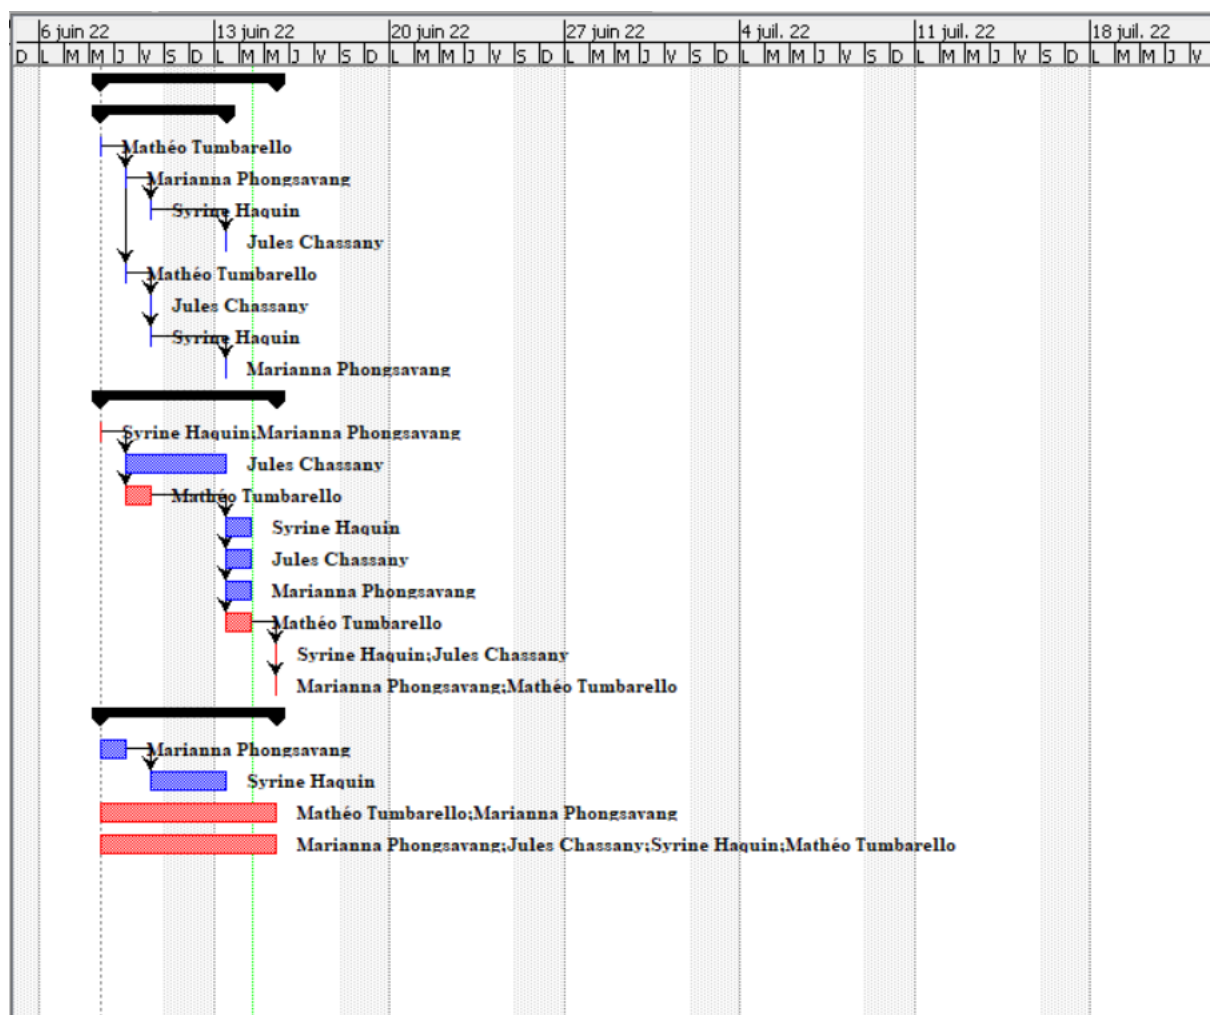 6 juin 22 13 juin 22 20 juin 22 27 juin 22 4 juil. 22 11 juil. 22 18 juil. 22
D L M M J V S D L M M J V S D L M M J V S D L M M J V S D L M M J V S D L M M J V S D L M M J V
Mathéo Tumbarello
Marianna Phongsavang
Syrine Haquin
Jules Chassany
Mathéo Tumbarello
Jules Chassany
Syrine Haquin
Marianna Phongsavang
Syrine Haquin;Marianna Phongsavang
Jules Chassany
Mathéo Tumbarello
Syrine Haquin
Jules Chassany
Marianna Phongsavang
Mathéo Tumbarello
Syrine Haquin;Jules Chassany
Marianna Phongsavang;Mathéo Tumbarello
Marianna Phongsavang
Syrine Haquin
Mathéo Tumbarello;Marianna Phongsavang
Marianna Phongsavang;Jules Chassany;Syrine Haquin;Mathéo Tumbarello